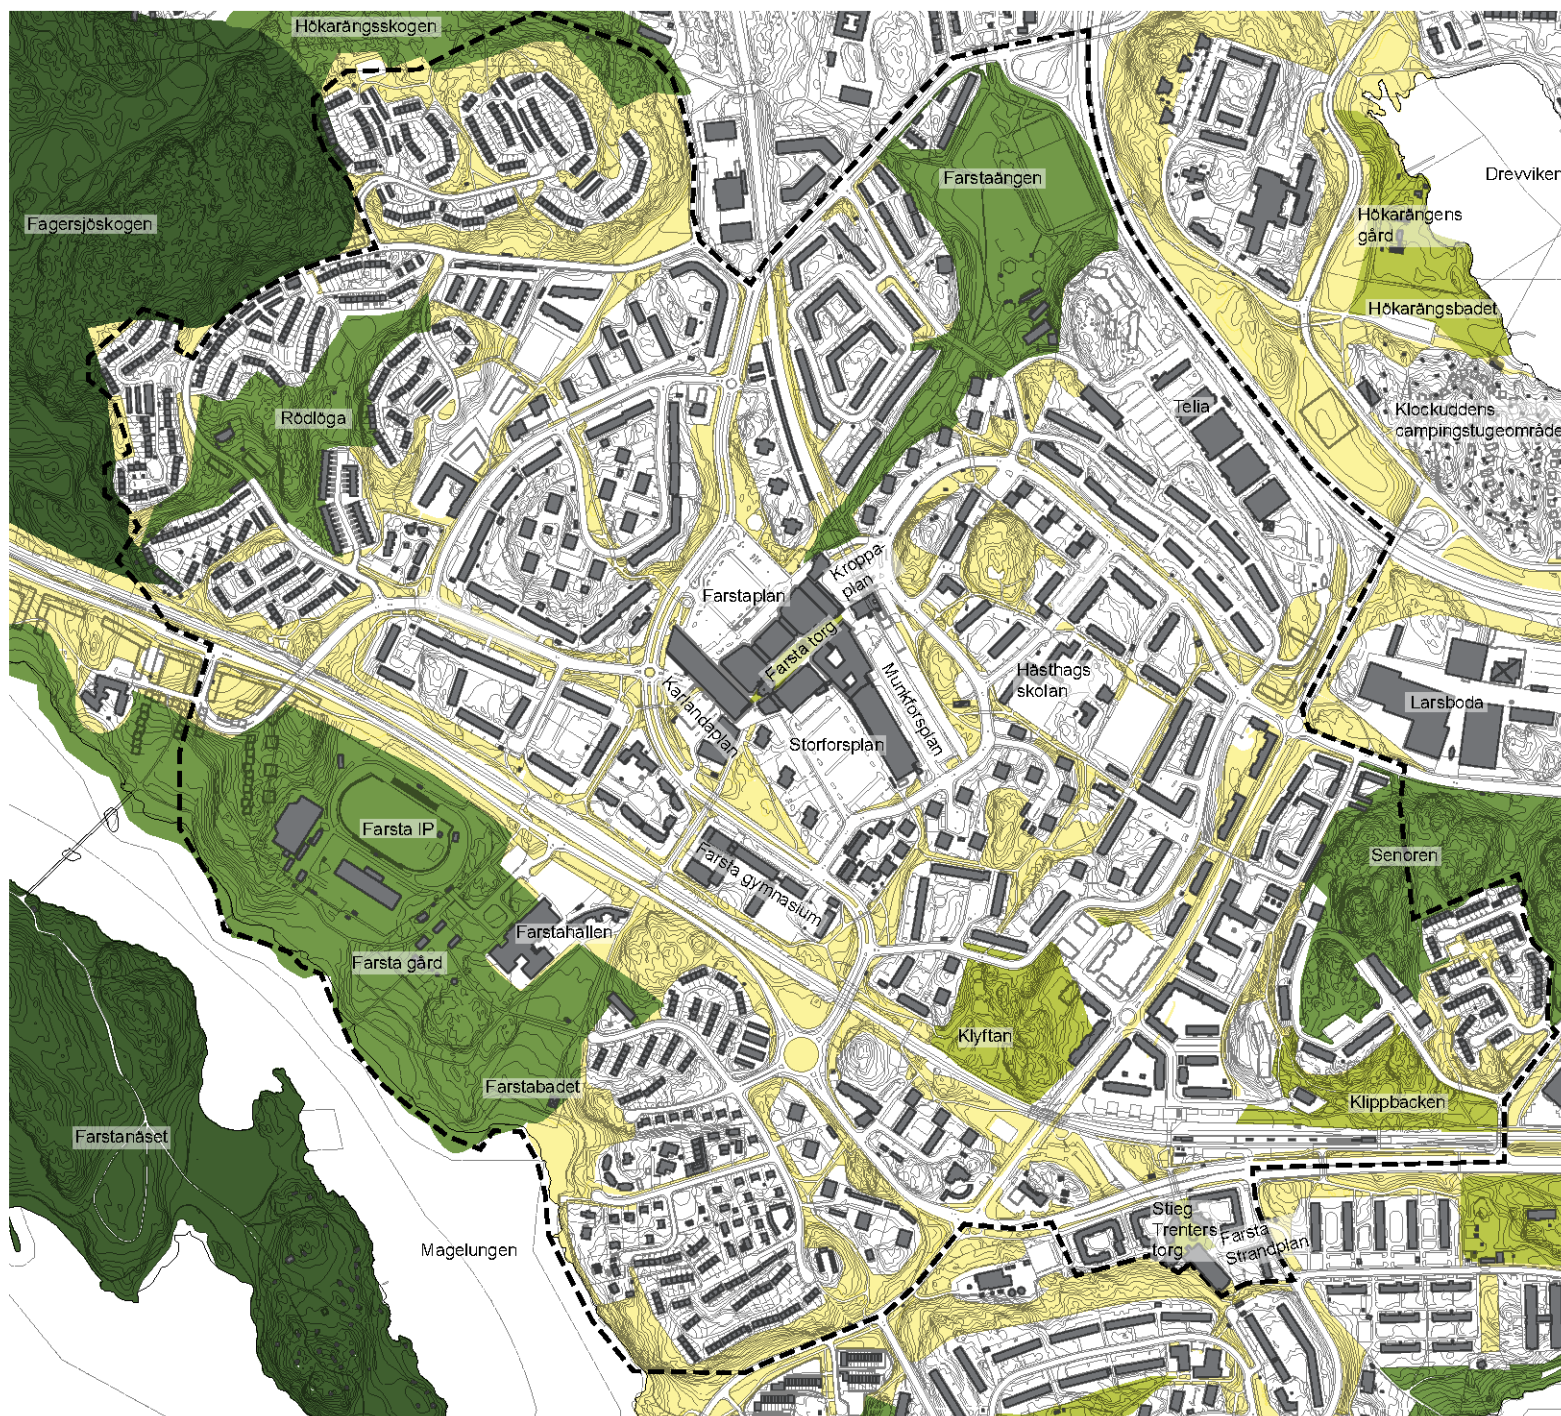 Hökarängsskogen
Drevviken
Farstaängen
Fagersjöskogen
Hökarängens
gård
Hökarängsbadet
Rödlöga
Telia
Klockuddens
campingstugeområde
Farstaplan
Kroppa-
plan
Farsta torg
Hästhags
skolan
Munkforsplan
Karlandaplan
Larsboda
Storforsplan
Farsta IP
Senoren
Farsta gymnasium
Farstahallen
Farsta gård
Klyftan
Farstabadet
Klippbacken
Farstanäset
Stieg
Trenters
torg
Farsta
Strandplan
Magelungen